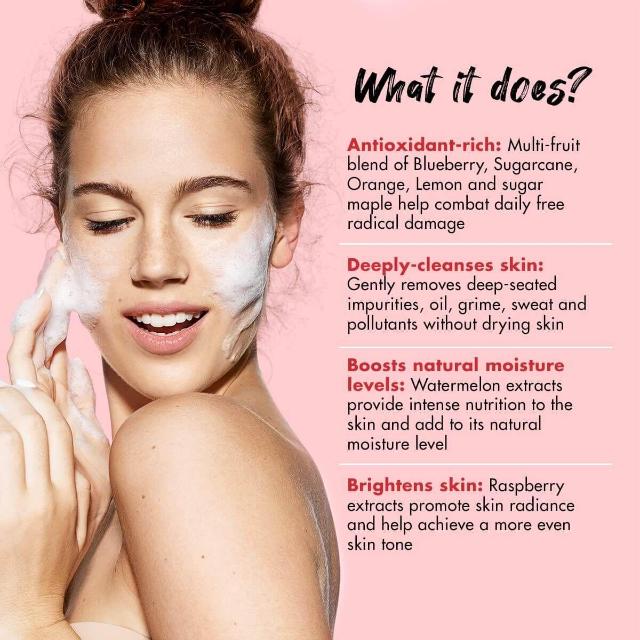 What it does?
Antioxidant-rich: Multi-fruit
blend of Blueberry, Sugarcane,
Orange, Lemon and sugar
maple help combat daily free
radical damage
Deeply-cleanses skin:
Gently removes deep-seated
impurities, oil, grime, sweat and
pollutants without drying skin
Boosts natural moisture
levels: Watermelon extracts
provide intense nutrition to the
skin and add to its natural
moisture level
Brightens skin: Raspberry
extracts promote skin radiance
and help achieve a more even
skin tone